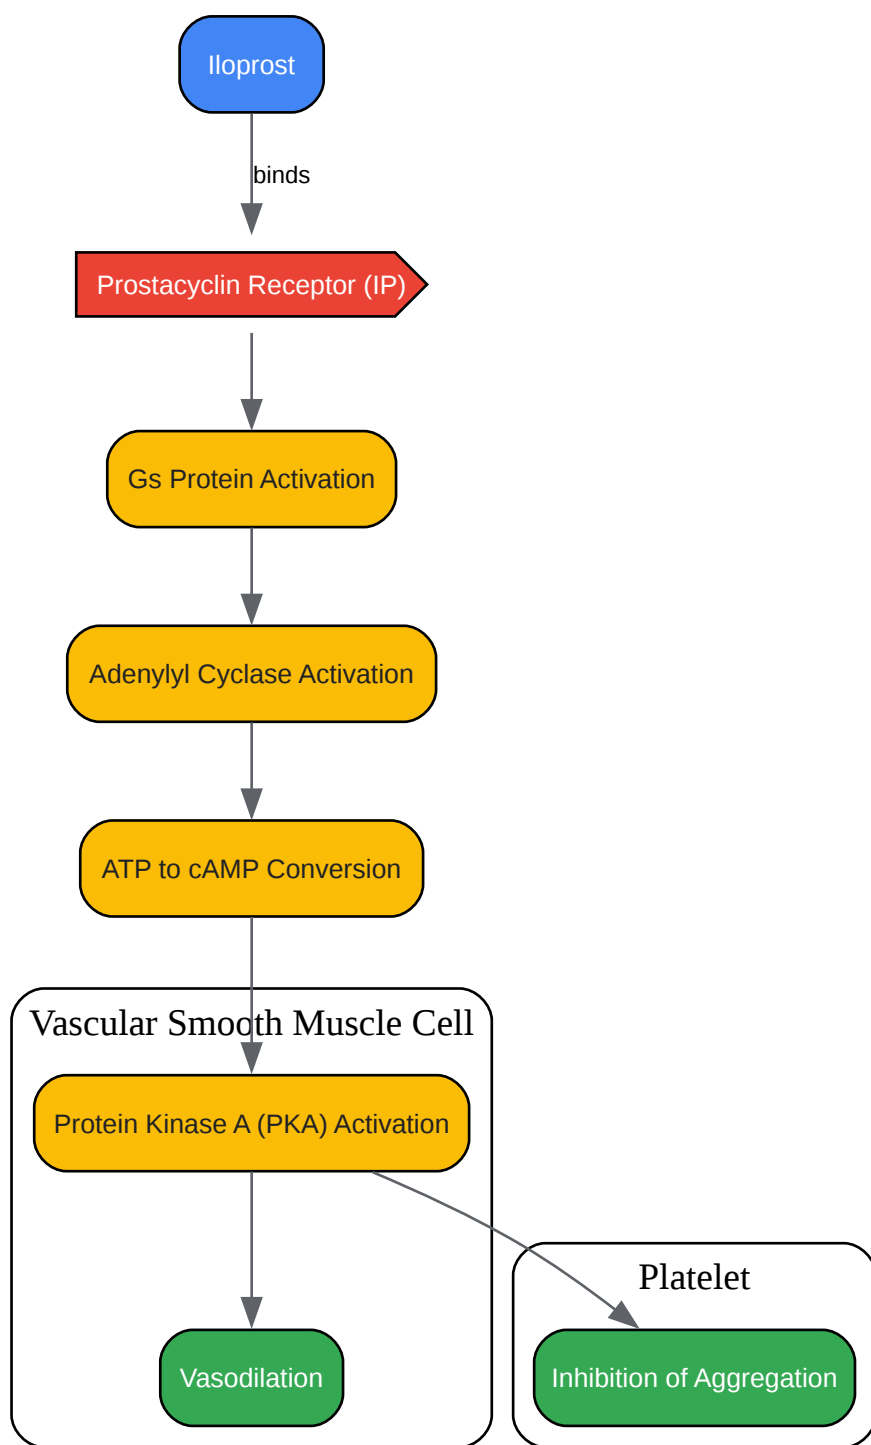 Iloprost
binds
Prostacyclin Receptor (IP)
Gs Protein Activation
Adenylyl Cyclase Activation
ATP to cAMP Conversion
Vascular Smooth Muscle Cell
Protein Kinase A (PKA) Activation
Platelet
Vasodilation
Inhibition of Aggregation